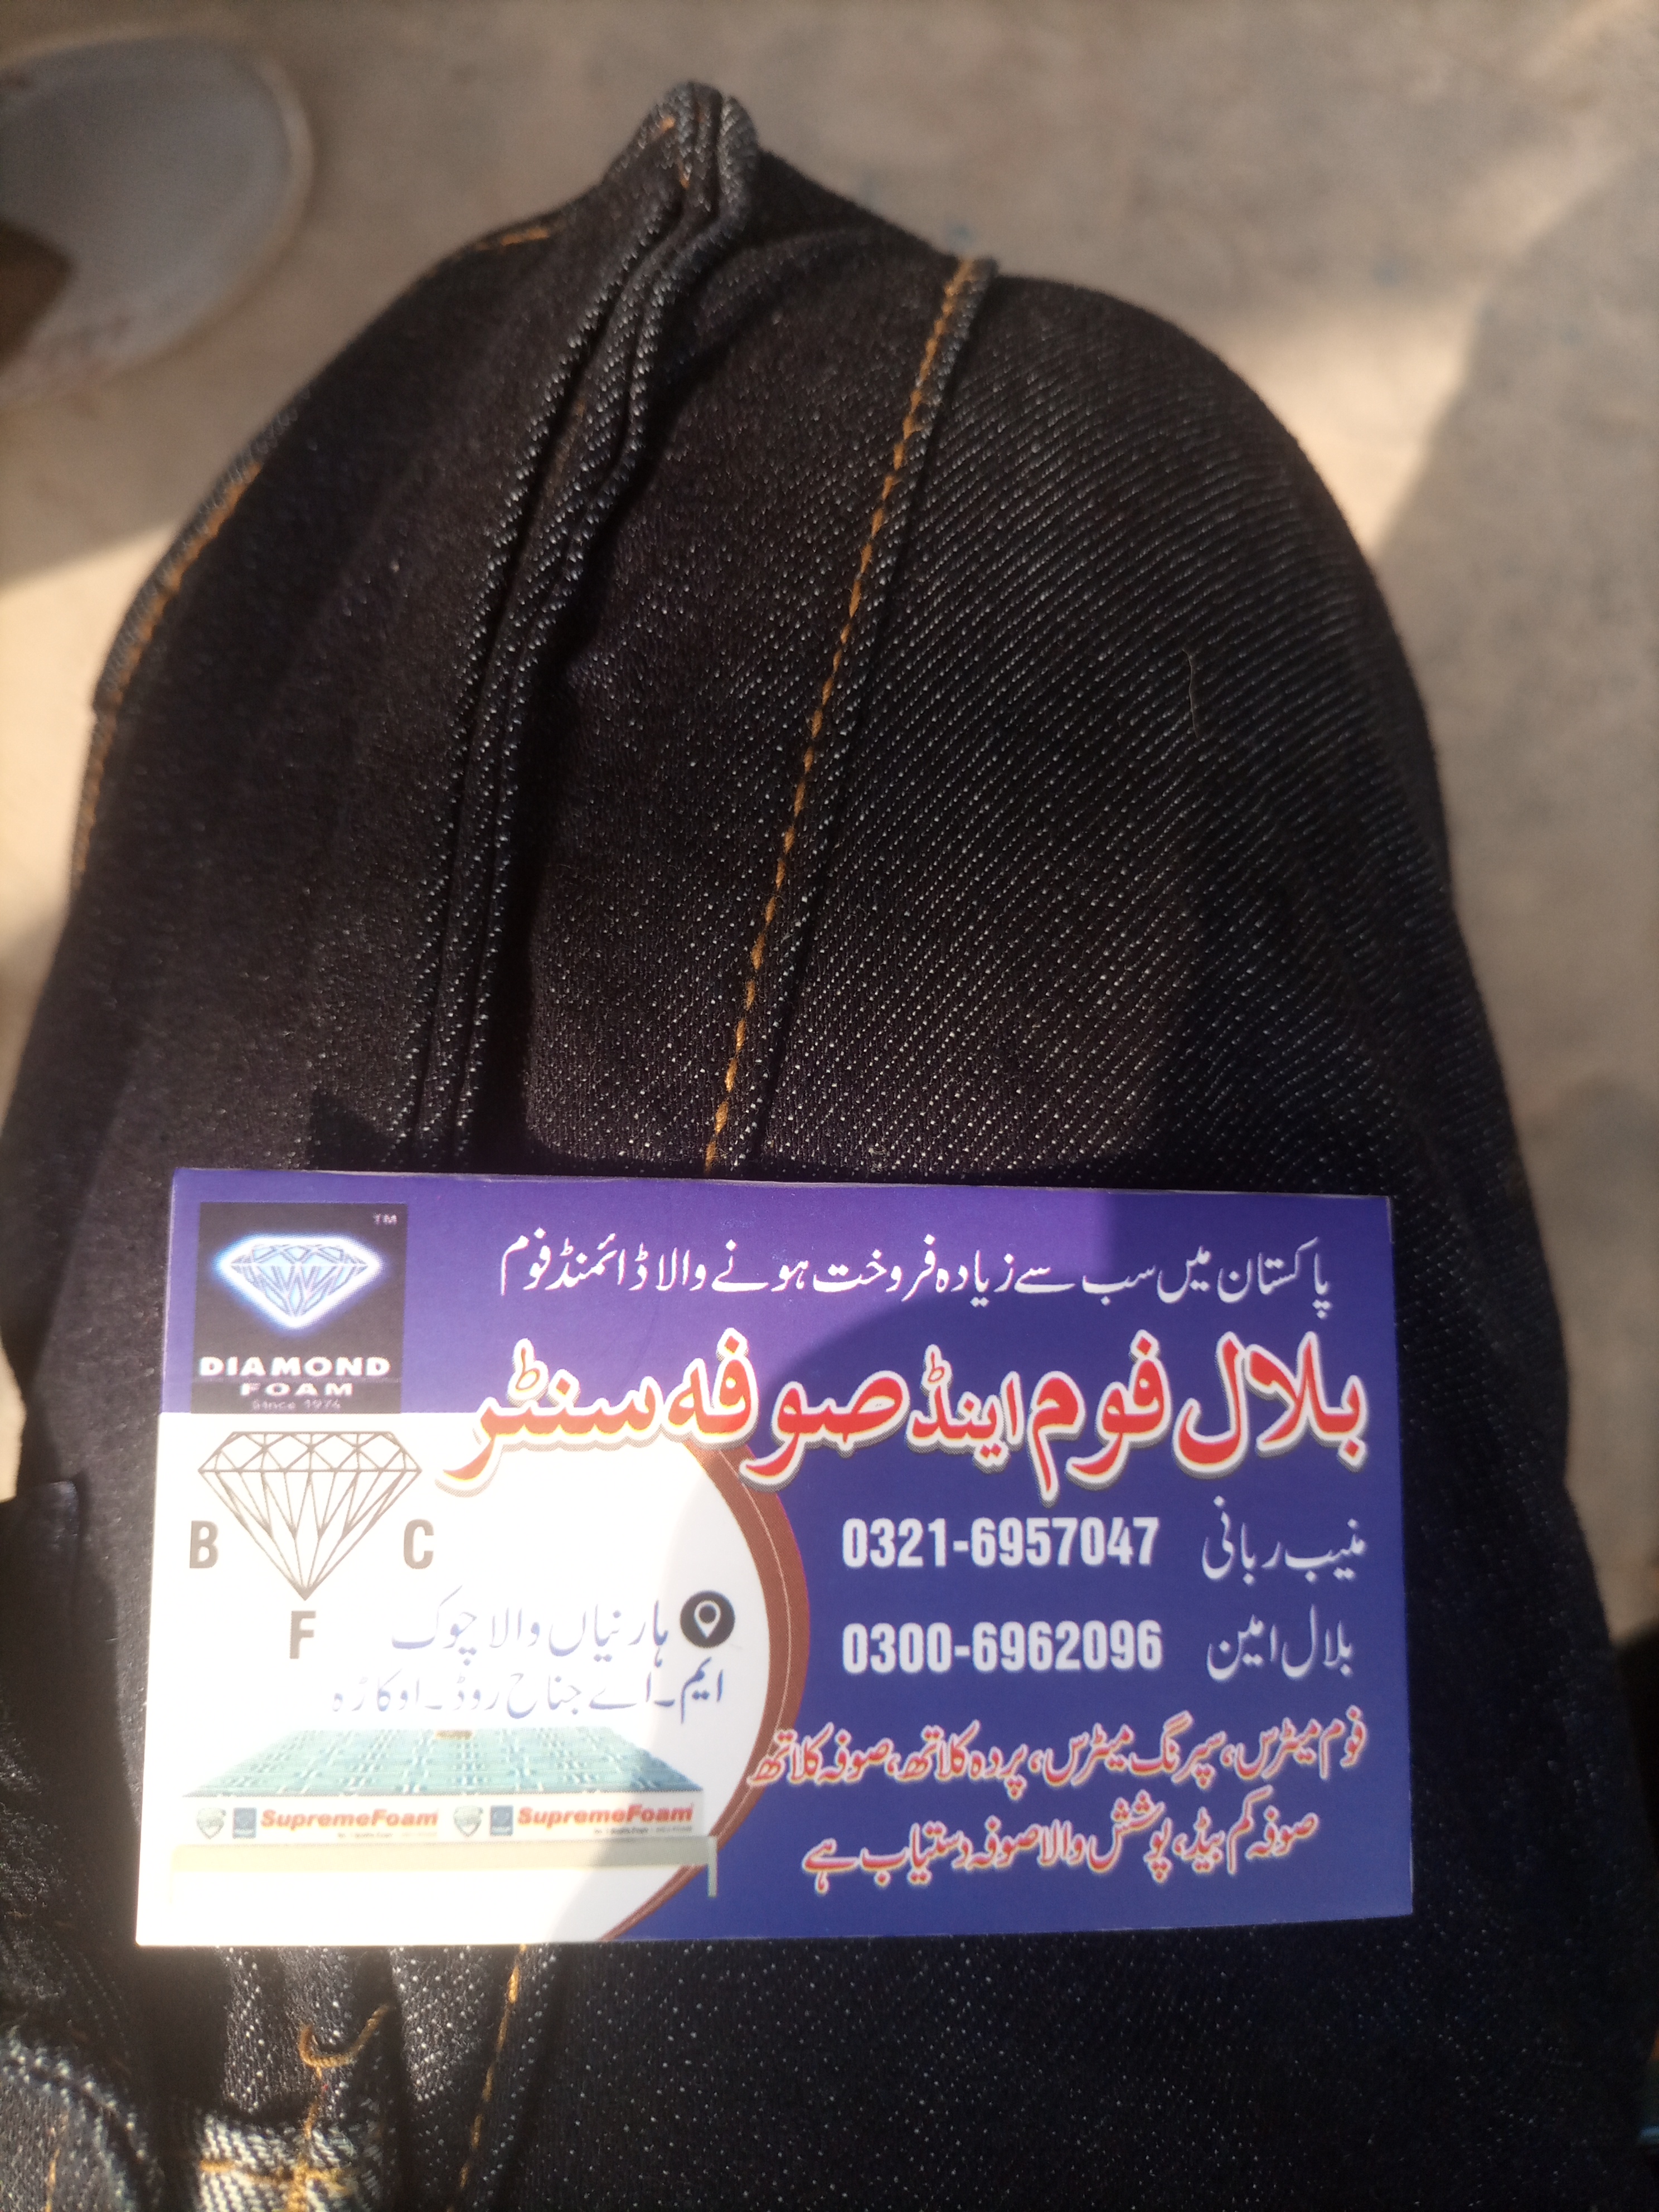 TM
DIAMOND
FOAM
Since 1974
پاکستان میں سب سے زیادہ فروخت ہونے والا ڈائمنڈ فوم
بلال فوم اینڈ صوفہ سنٹر
B C
F
منیب ربانی 0321-6957047
بلال امین 0300-6962096
ہارنیاں والا چوک
ایم۔اے جناح روڈ۔اوکاڑہ
فوم میٹرس، سپرنگ میٹرس، پردہ کلاتھ، صوفہ کلاتھ
صوفہ کم بیڈ، پوشش والا صوفہ دستیاب ہے
SupremeFoam SupremeFoam